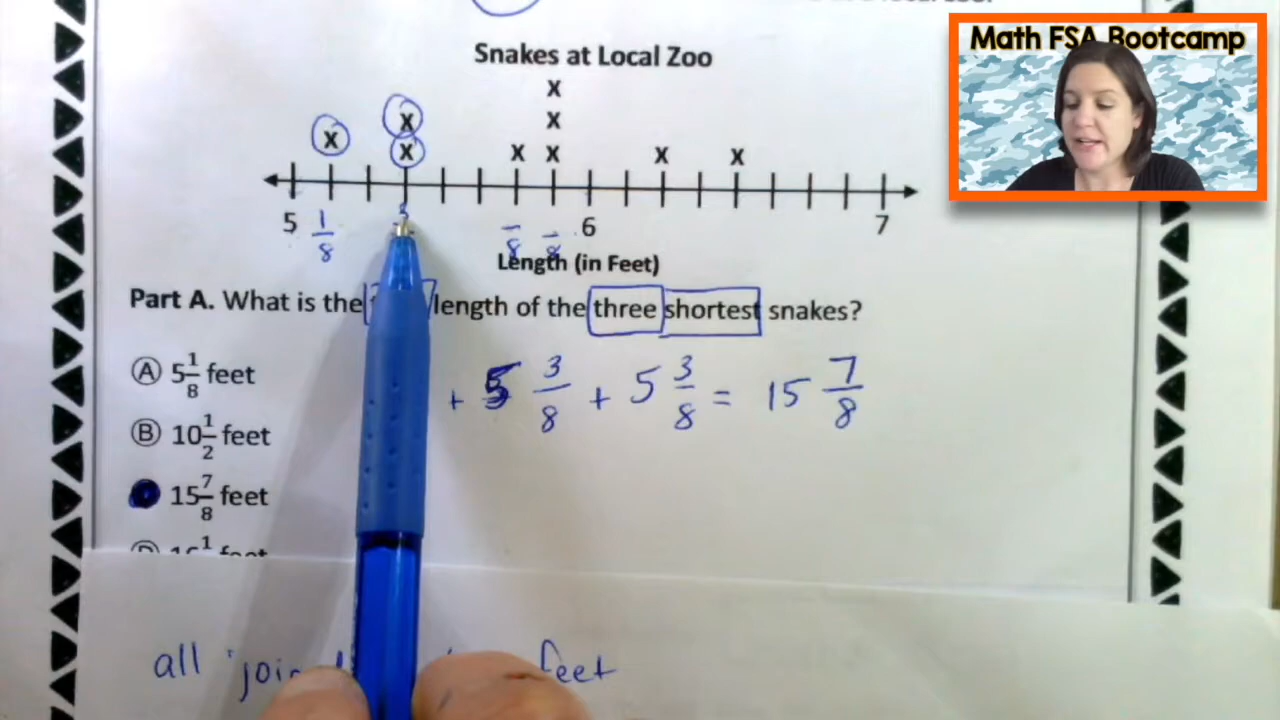 Math FSA Bootcamp
Snakes at Local Zoo
X
X X
X X X X X X
5 6 7
1/8 8 8
Length (in Feet)
Part A. What is the length of the three shortest snakes?
Ⓐ 5 1/8 feet
+ 5 3/8 + 5 3/8 = 15 7/8
Ⓑ 10 1/2 feet
15 7/8 feet
all feet